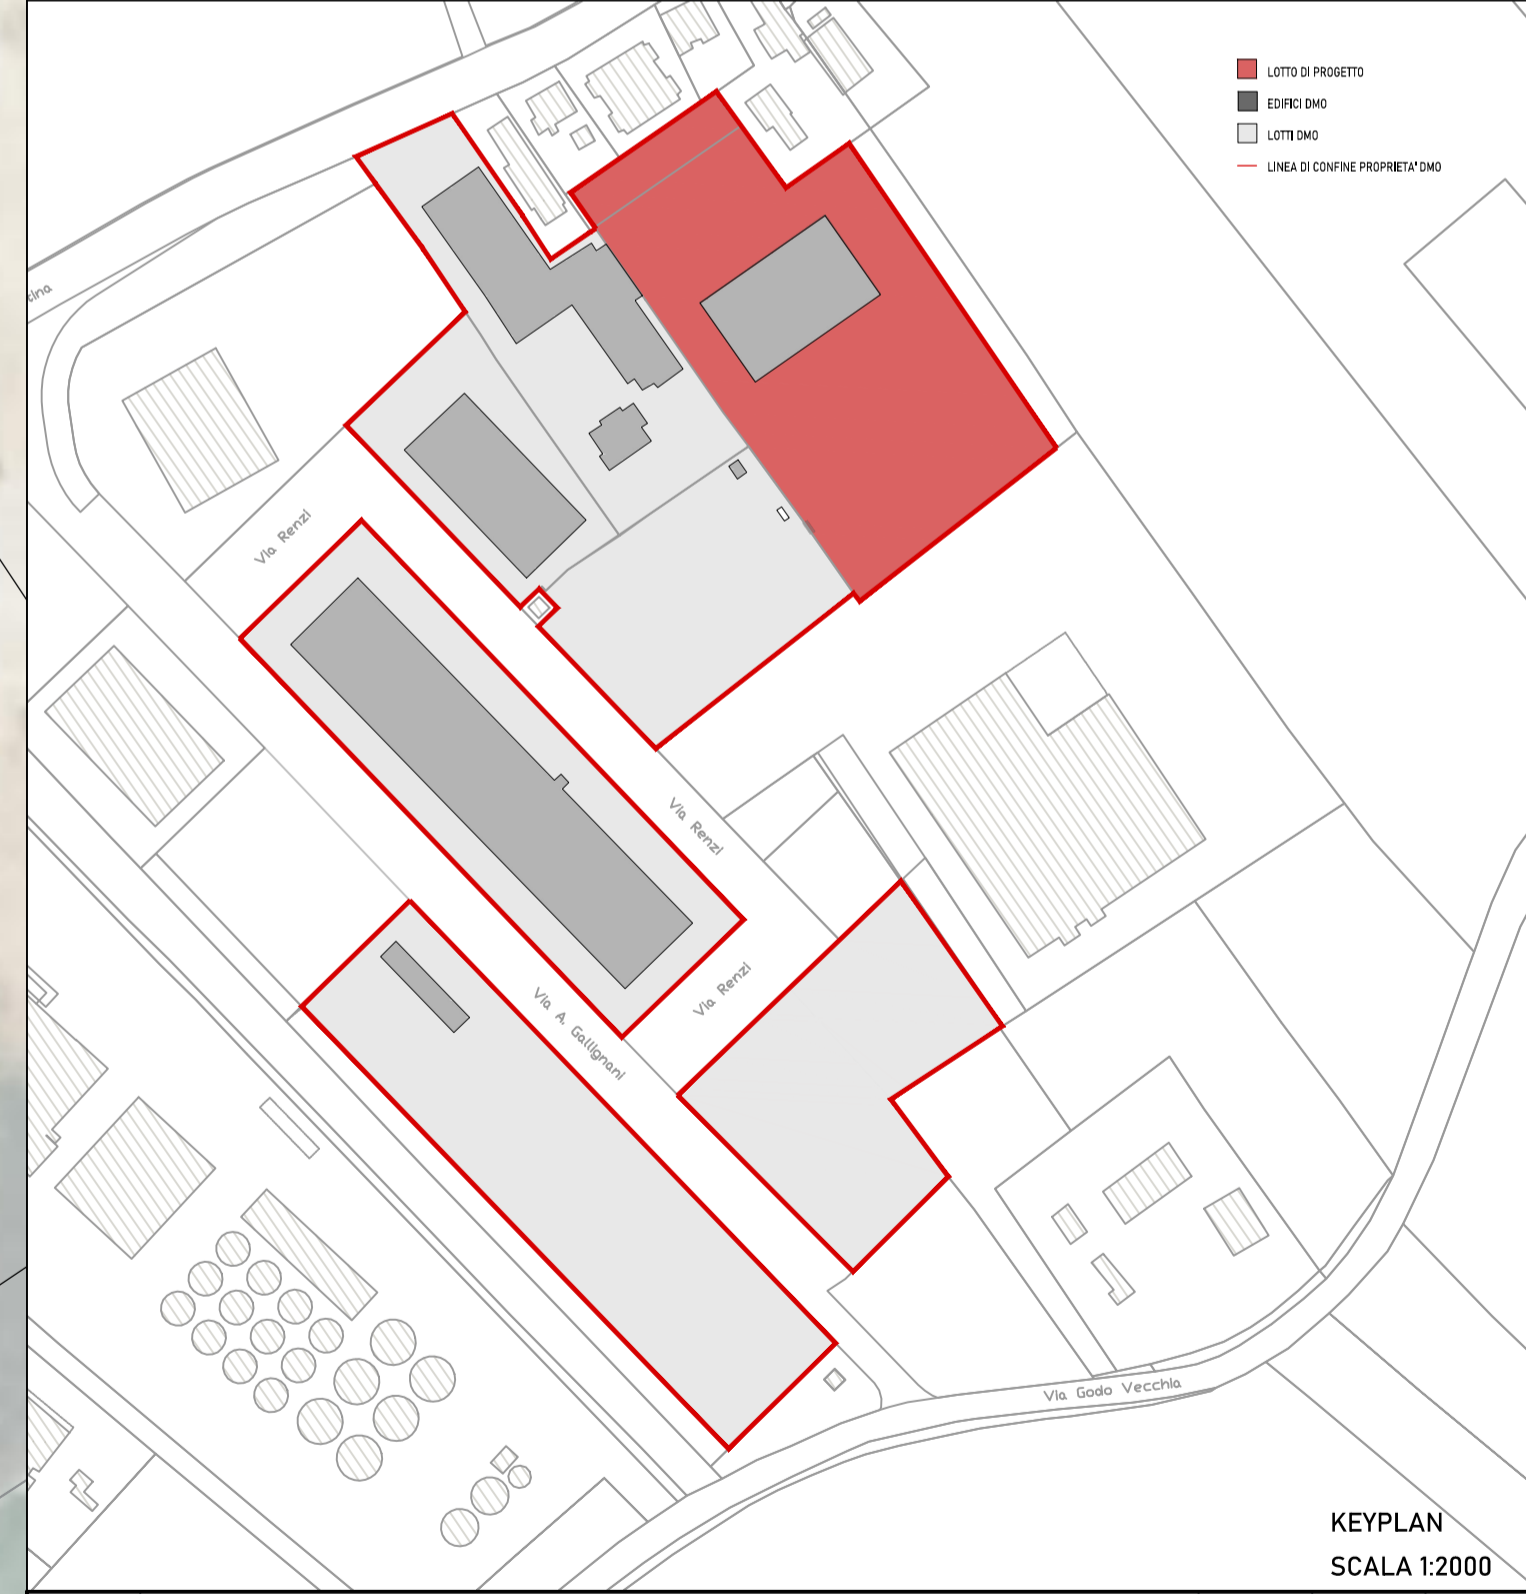 LOTTO DI PROGETTO
EDIFICI DMO
LOTTI DMO
LINEA DI CONFINE PROPRIETA' DMO
Via Renzi
Via Renzi
Via Renzi
Via A. Gallignani
Via Godo Vecchia
KEYPLAN
SCALA 1:2000